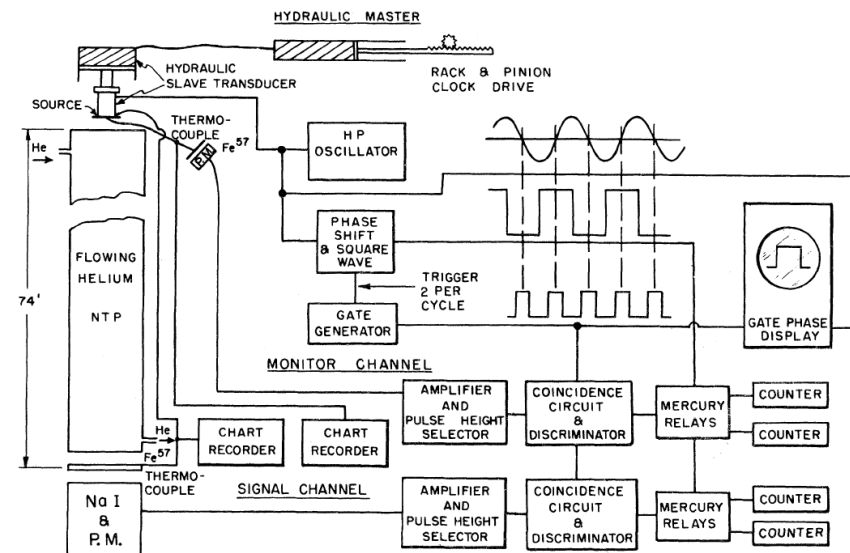 HYDRAULIC MASTER
HYDRAULIC
SLAVE TRANSDUCER
RACK & PINION
CLOCK DRIVE
SOURCE
THERMO-
COUPLE
Fe57
P.M.
He
HP
OSCILLATOR
PHASE
SHIFT
& SQUARE
WAVE
FLOWING
HELIUM
NTP
74'
TRIGGER
2 PER
CYCLE
GATE
GENERATOR
GATE PHASE
DISPLAY
MONITOR CHANNEL
AMPLIFIER
AND
PULSE HEIGHT
SELECTOR
COINCIDENCE
CIRCUIT
&
DISCRIMINATOR
MERCURY
RELAYS
COUNTER
COUNTER
He
Fe57
CHART
RECORDER
CHART
RECORDER
THERMO-
COUPLE
SIGNAL CHANNEL
Na I
&
P.M.
AMPLIFIER
AND
PULSE HEIGHT
SELECTOR
COINCIDENCE
CIRCUIT
&
DISCRIMINATOR
MERCURY
RELAYS
COUNTER
COUNTER